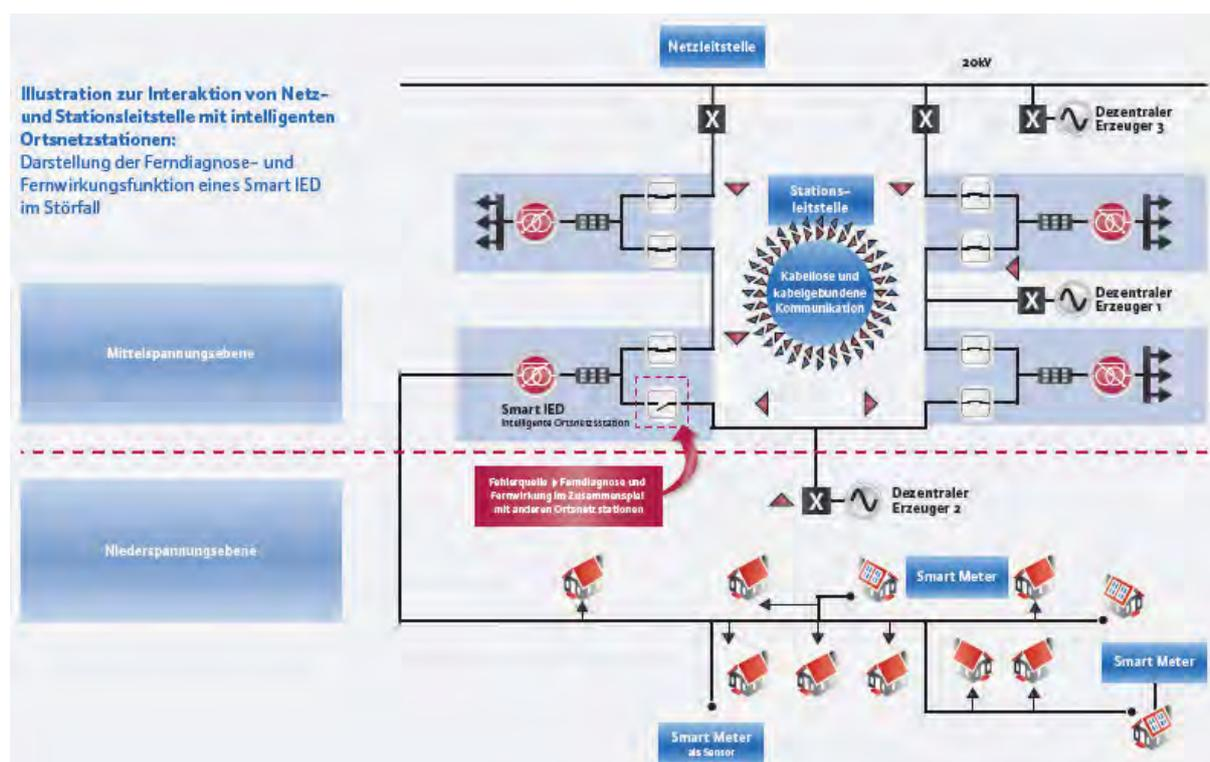 Netzleitstelle
20kV
Illustration zur Interaktion von Netz-
und Stationsleitstelle mit intelligenten
Ortsnetzstationen:
Darstellung der Ferndiagnose- und
Fernwirkungsfunktion eines Smart IED
im Störfall
X
X
X
Dezentraler
Erzeuger 3
Stations-
leitstelle
Kabellose und
kabelgebundene
Kommunikation
X
Dezentraler
Erzeuger 1
Mittelspannungsebene
Smart IED
Intelligente Ortsnetzsstation
Fehlerquelle Ferndiagnose und
Fernwirkung im Zusammenspiel
mit anderen Ortsnetzstationen
X
Dezentraler
Erzeuger 2
Niederspannungsebene
Smart Meter
Smart Meter
Smart Meter
als Sensor